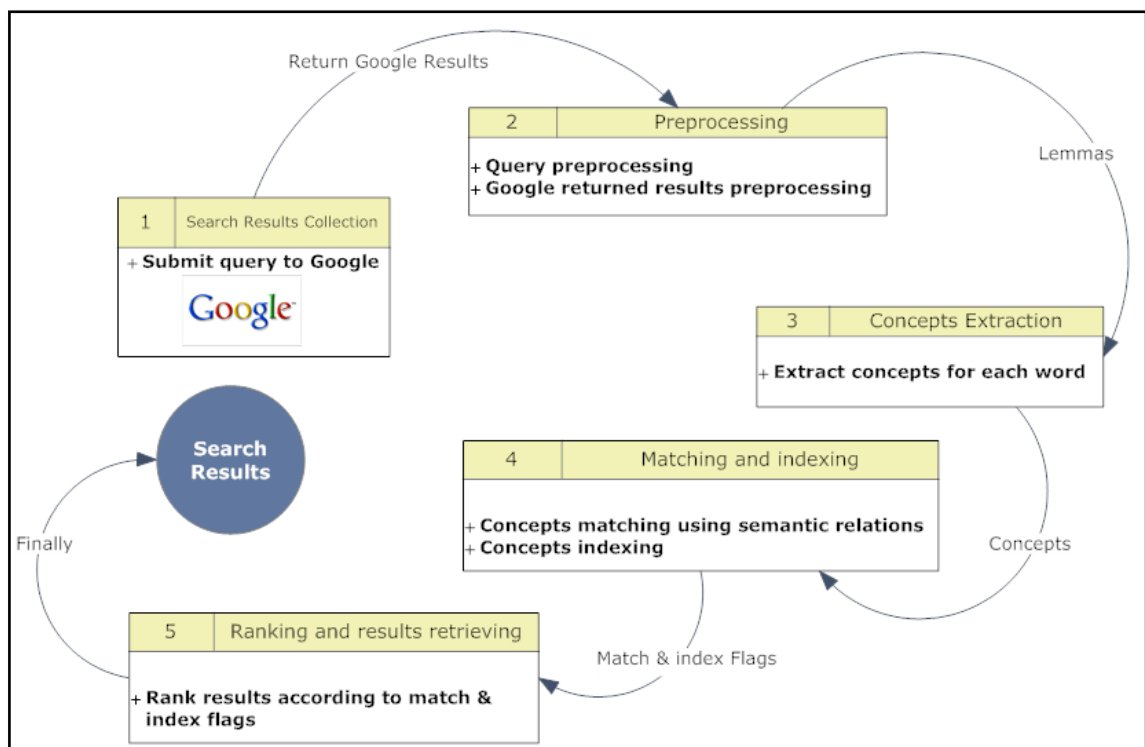 Return Google Results
2 Preprocessing
+ Query preprocessing
+ Google returned results preprocessing
Lemmas
1 Search Results Collection
+ Submit query to Google
Google™
3 Concepts Extraction
+ Extract concepts for each word
Search
Results
4 Matching and indexing
+ Concepts matching using semantic relations
+ Concepts indexing
Finally
Concepts
5 Ranking and results retrieving
Match & index Flags
+ Rank results according to match &
index flags